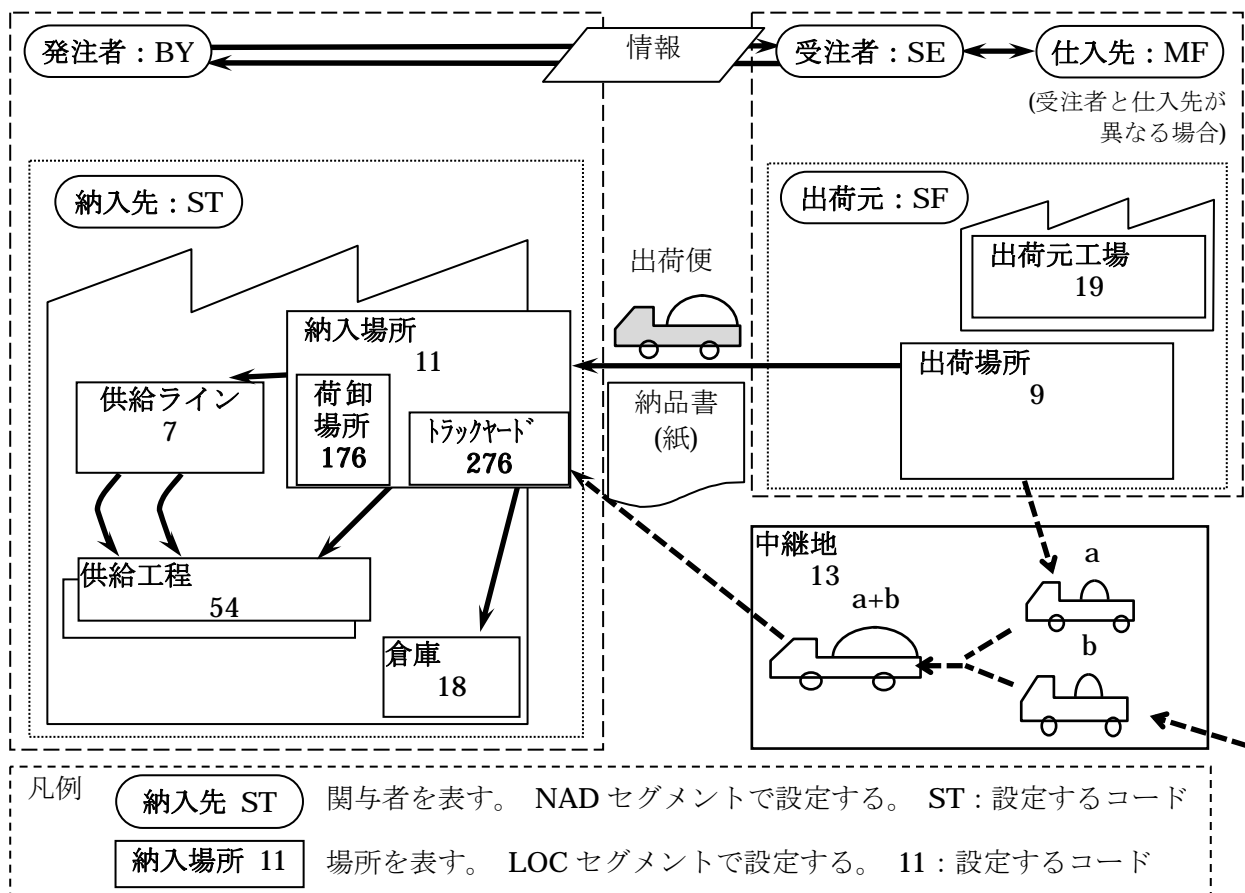 発注者：BY
情報
受注者：SE
仕入先：MF
(受注者と仕入先が
異なる場合)
納入先：ST
出荷元：SF
出荷便
出荷元工場
19
納入場所
11
出荷場所
9
供給ライン
7
荷卸
場所
176
ﾄﾗｯｸﾔｰﾄﾞ
276
納品書
(紙)
中継地
13
a
a+b
b
供給工程
54
倉庫
18
凡例
納入先 ST
関与者を表す。 NAD セグメントで設定する。 ST：設定するコード
納入場所 11
場所を表す。 LOC セグメントで設定する。 11：設定するコード